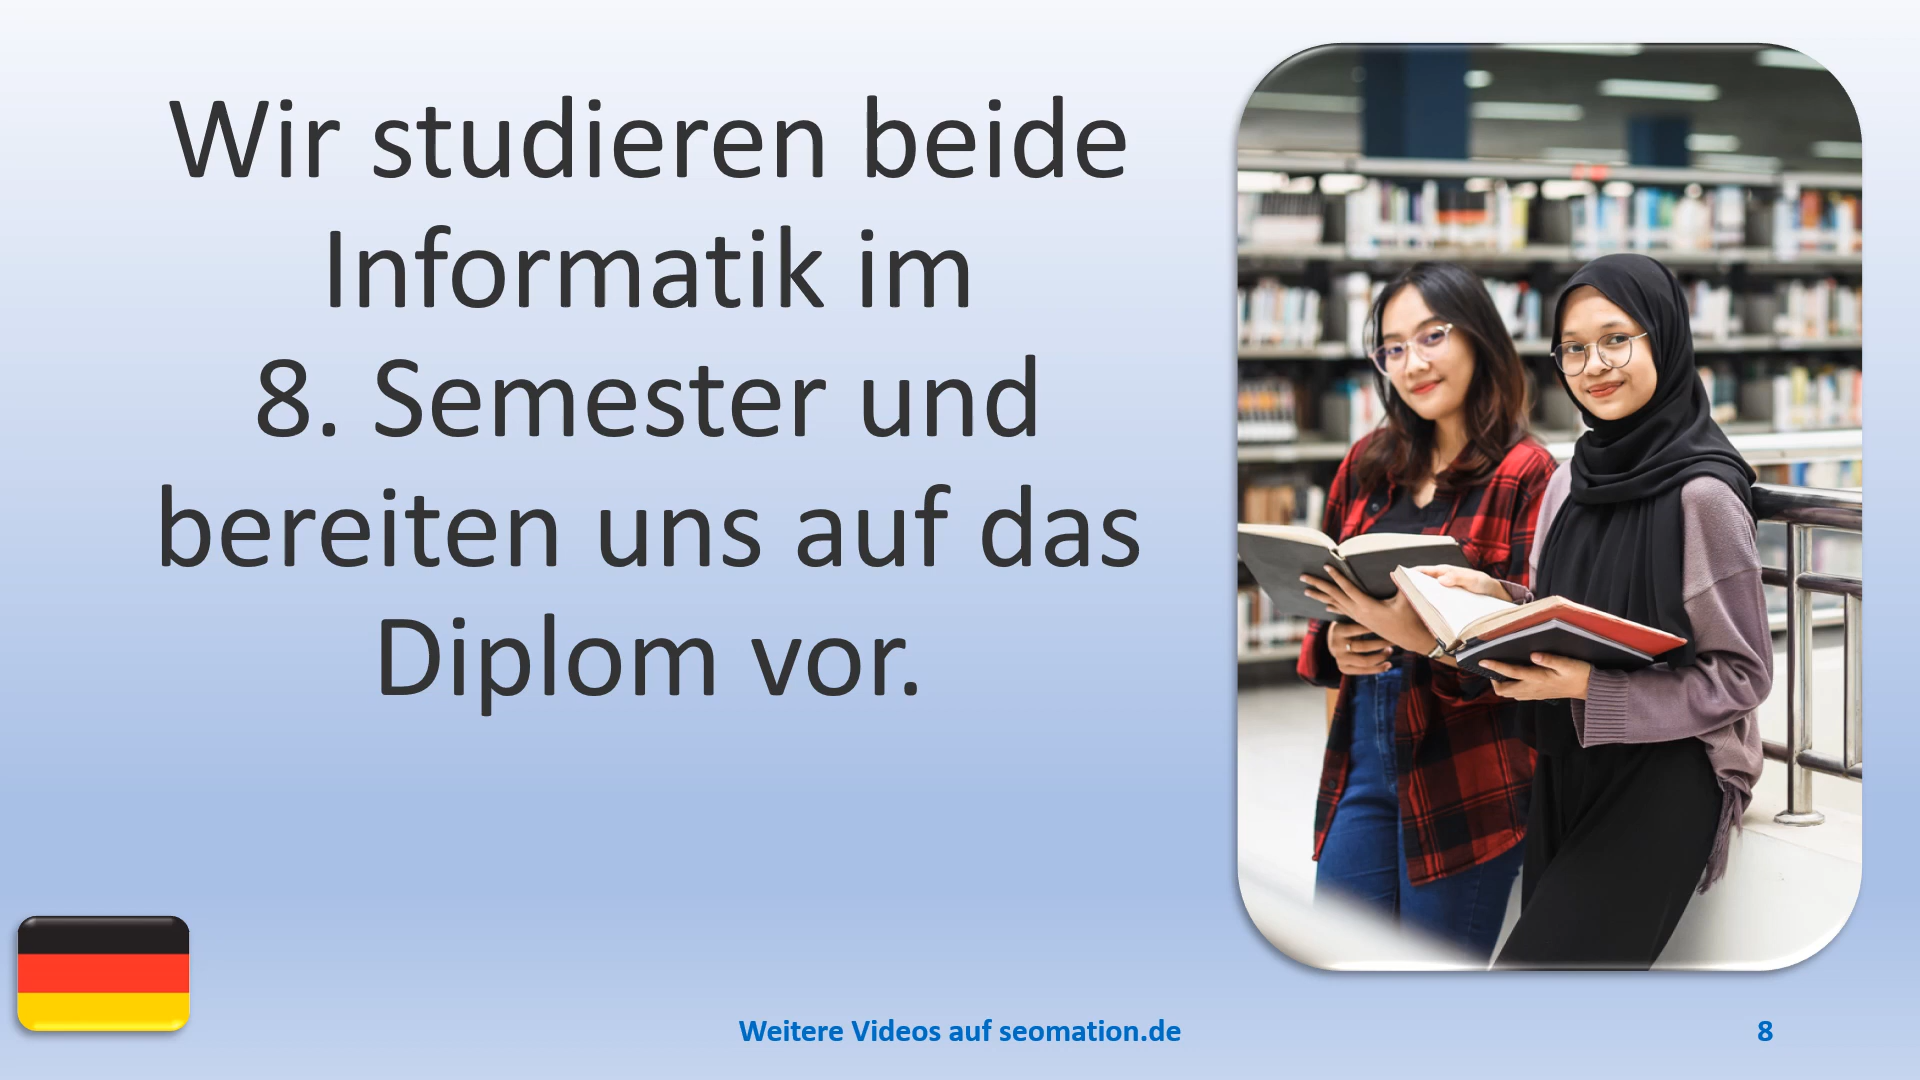 Wir studieren beide
Informatik im
8. Semester und
bereiten uns auf das
Diplom vor.
Weitere Videos auf seomation.de
8